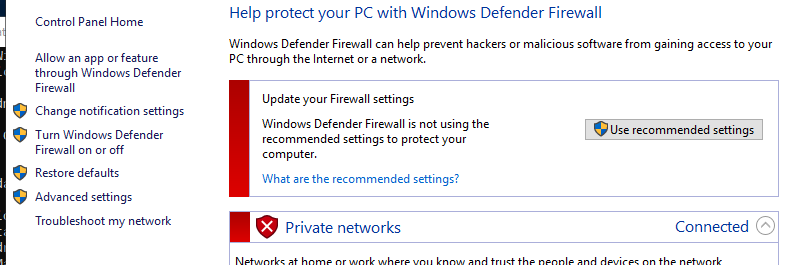 Control Panel Home
Allow an app or feature
through Windows Defender
Firewall
Change notification settings
Turn Windows Defender
Firewall on or off
Restore defaults
Advanced settings
Troubleshoot my network
Help protect your PC with Windows Defender Firewall
Windows Defender Firewall can help prevent hackers or malicious software from gaining access to your
PC through the Internet or a network.
Update your Firewall settings
Windows Defender Firewall is not using the
recommended settings to protect your
computer.
Use recommended settings
What are the recommended settings?
Private networks
Connected
Networks at home or work where you know and trust the people and devices on the network